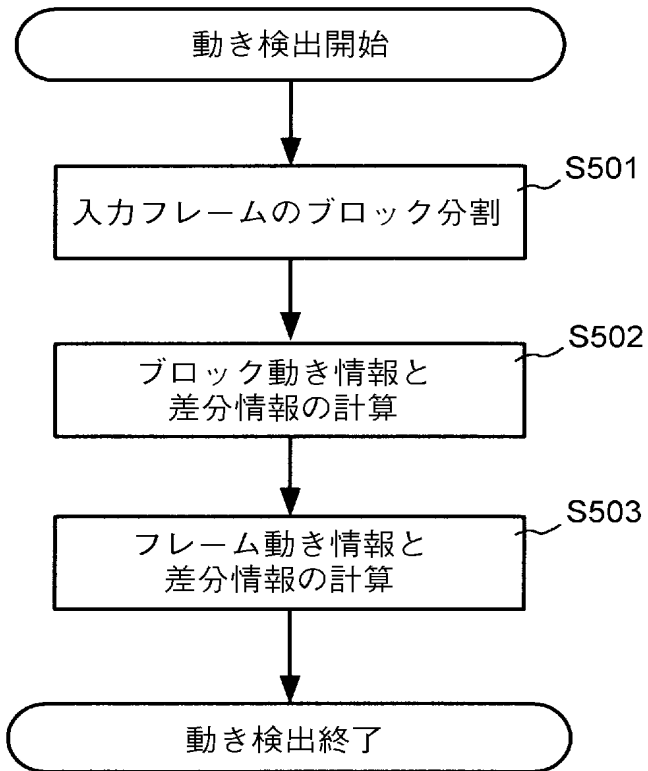 動き検出開始
S501
入力フレームのブロック分割
S502
ブロック動き情報と
差分情報の計算
S503
フレーム動き情報と
差分情報の計算
動き検出終了